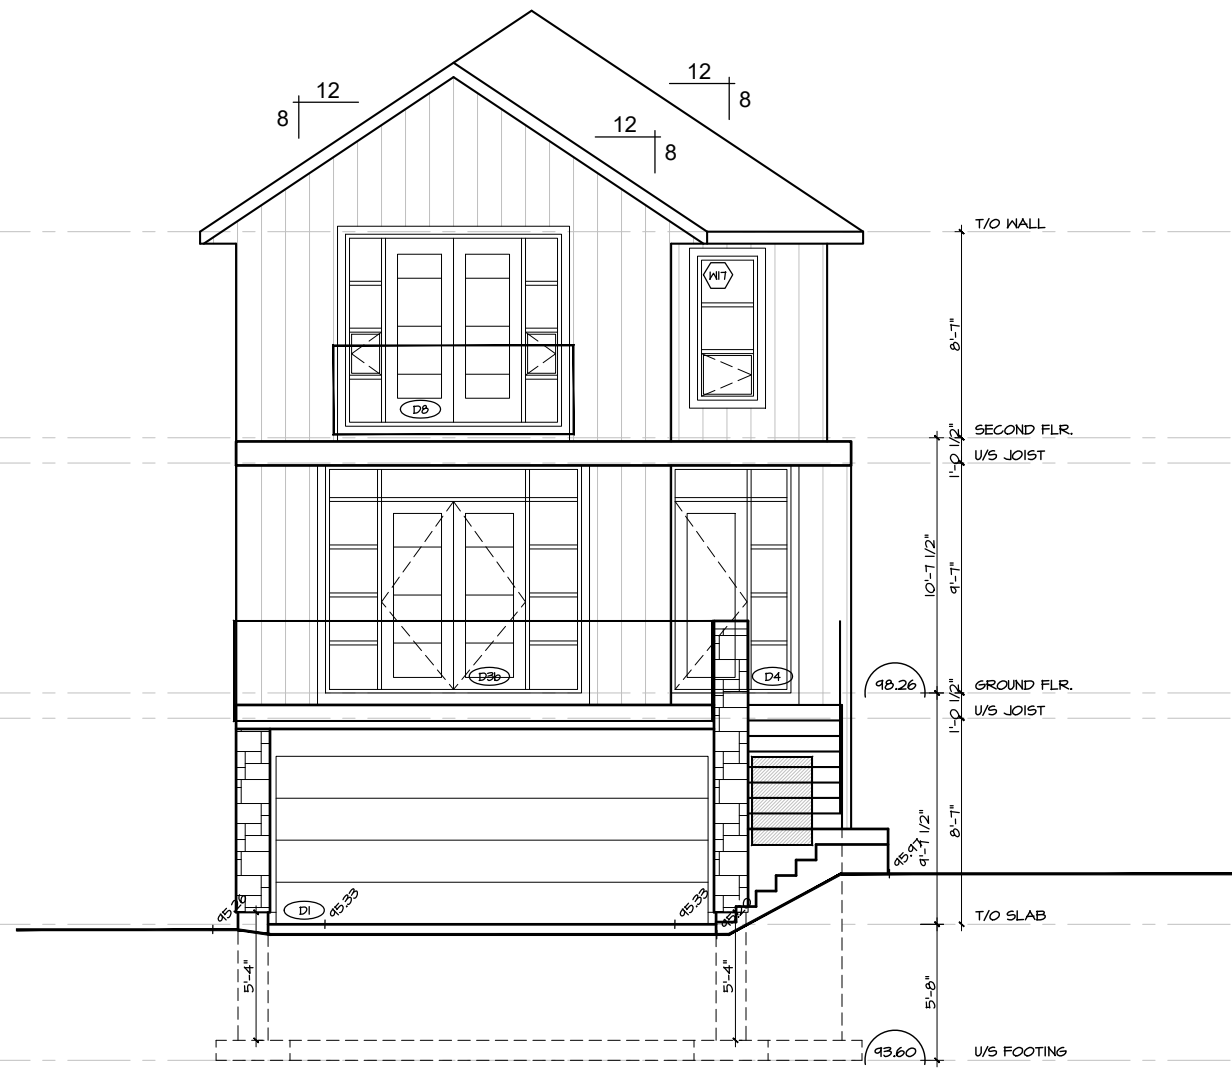 12
8
12
8
12
8
T/O WALL
W17
8'-7"
D8
SECOND FLR.
1'-0 1/2"
U/S JOIST
10'-7 1/2"
9'-7"
D3b
D4
98.26
GROUND FLR.
1'-0 1/2"
U/S JOIST
9'-7 1/2"
8'-7"
95.97
95.26
D1
95.33
95.33
T/O SLAB
5'-4"
5'-4"
5'-8"
93.60
U/S FOOTING